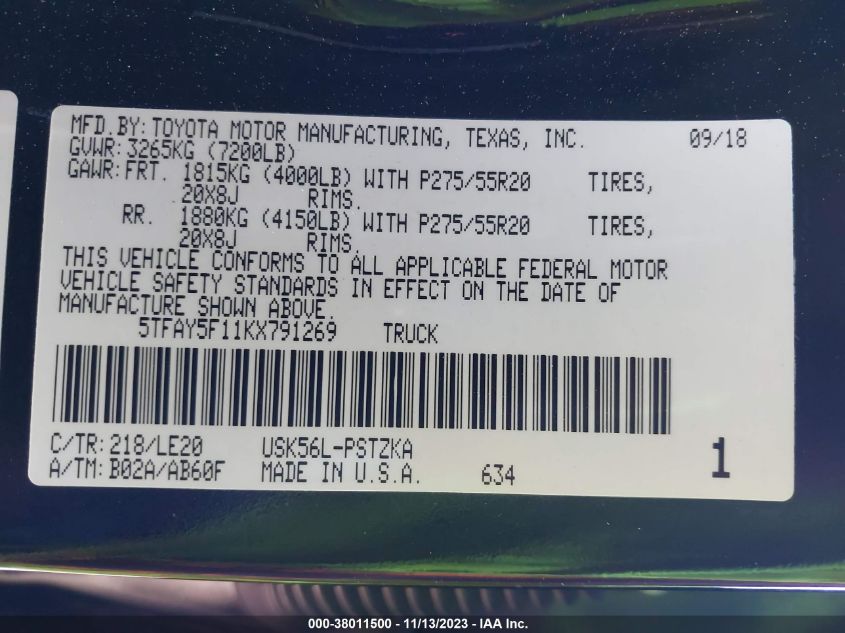 MFD.BY:TOYOTA MOTOR MANUFACTURING, TEXAS, INC. 09/18
GVWR:3265KG (7200LB)
GAWR:FRT. 1815KG (4000LB) WITH P275/55R20 TIRES,
20X8J RIMS.
RR. 1880KG (4150LB) WITH P275/55R20 TIRES,
20X8J RIMS.
THIS VEHICLE CONFORMS TO ALL APPLICABLE FEDERAL MOTOR
VEHICLE SAFETY STANDARDS IN EFFECT ON THE DATE OF
MANUFACTURE SHOWN ABOVE.
5TFAY5F11KX791269 TRUCK
C/TR:218/LE20 USK56L-PSTZKA
A/TM:B02A/AB60F MADE IN U.S.A. 634 1
000-38011500 - 11/13/2023 - IAA Inc.